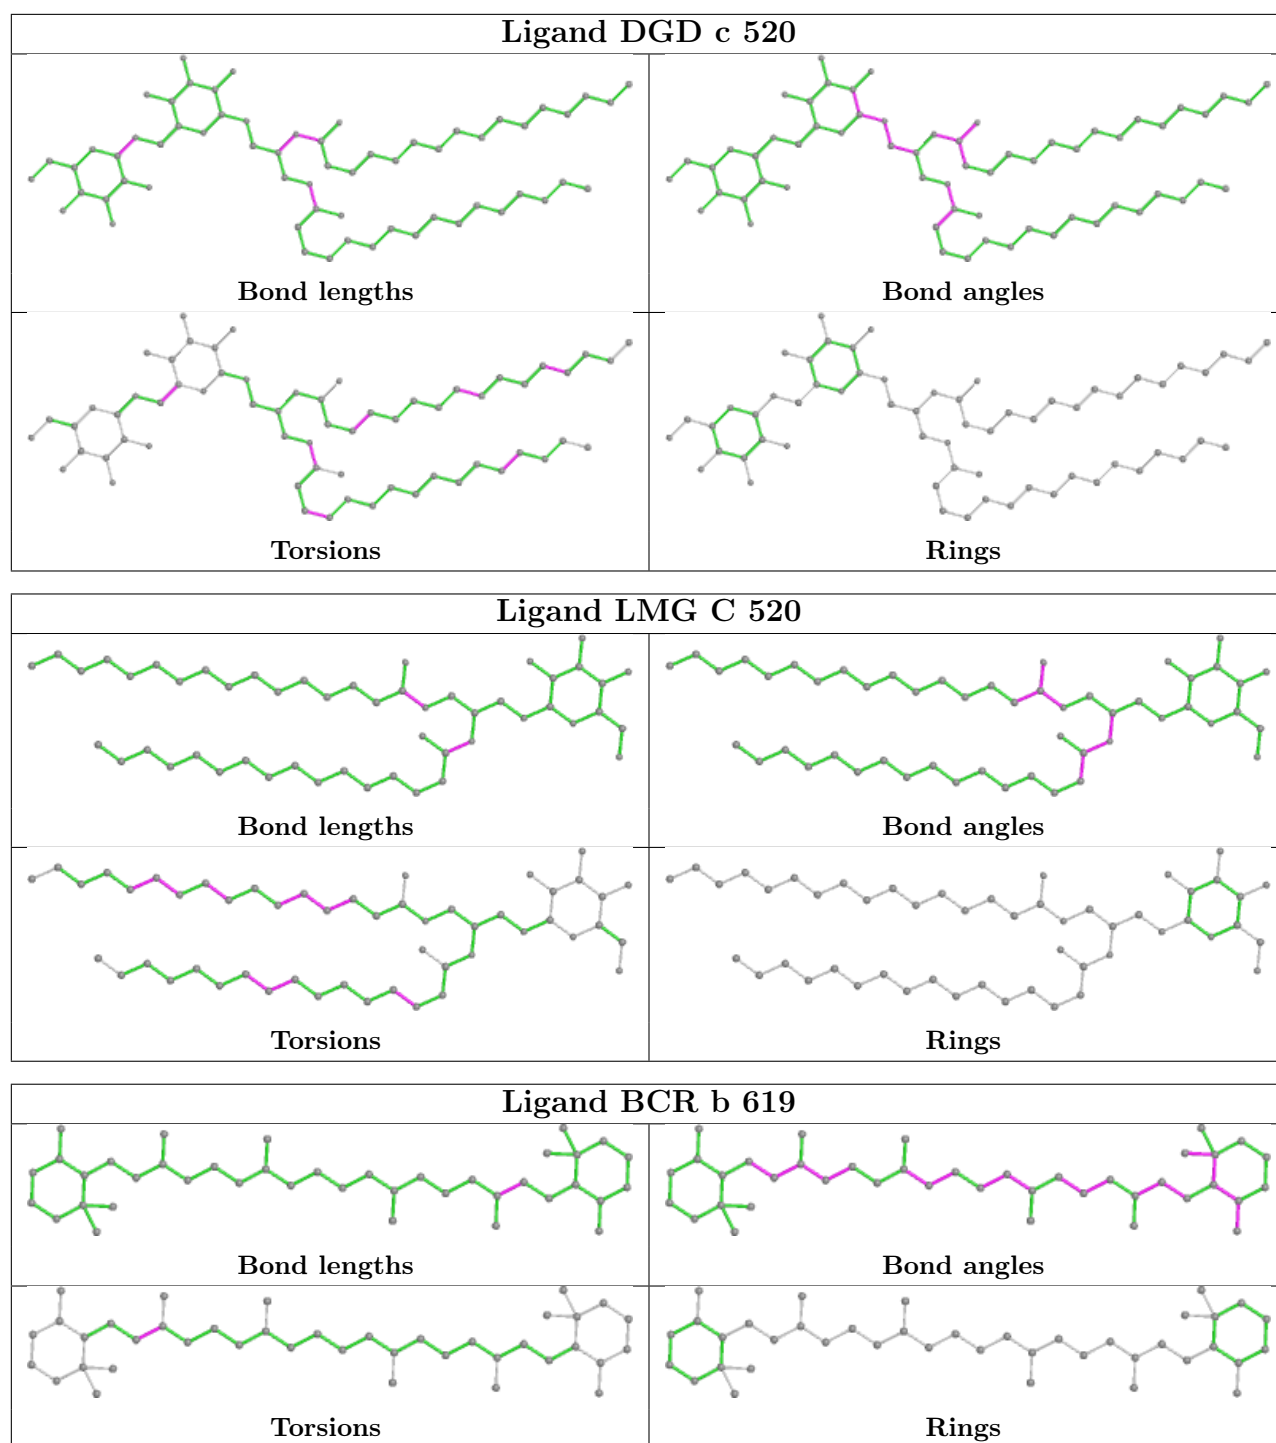 Ligand DGD c 520
Bond lengths
Bond angles
Torsions
Rings
Ligand LMG C 520
Bond lengths
Bond angles
Torsions
Rings
Ligand BCR b 619
Bond lengths
Bond angles
Torsions
Rings